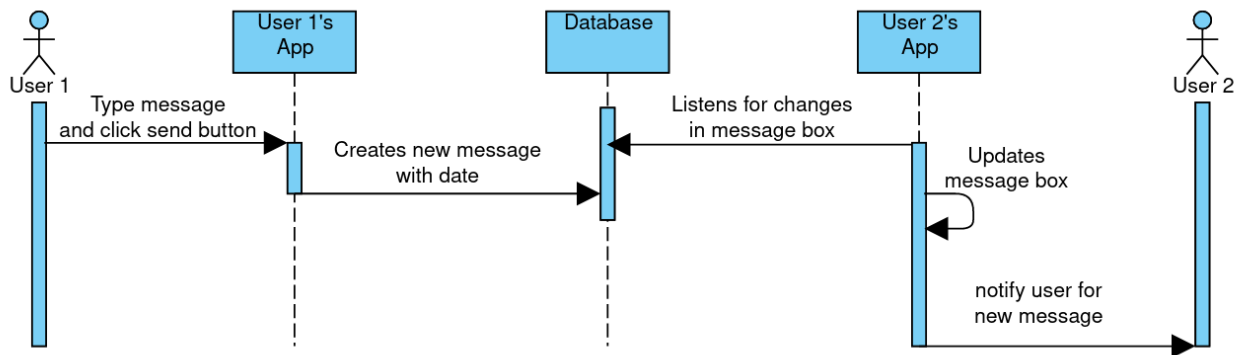 User 1's
App
Database
User 2's
App
User 1
User 2
Type message
and click send button
Listens for changes
in message box
Creates new message
with date
Updates
message box
notify user for
new message